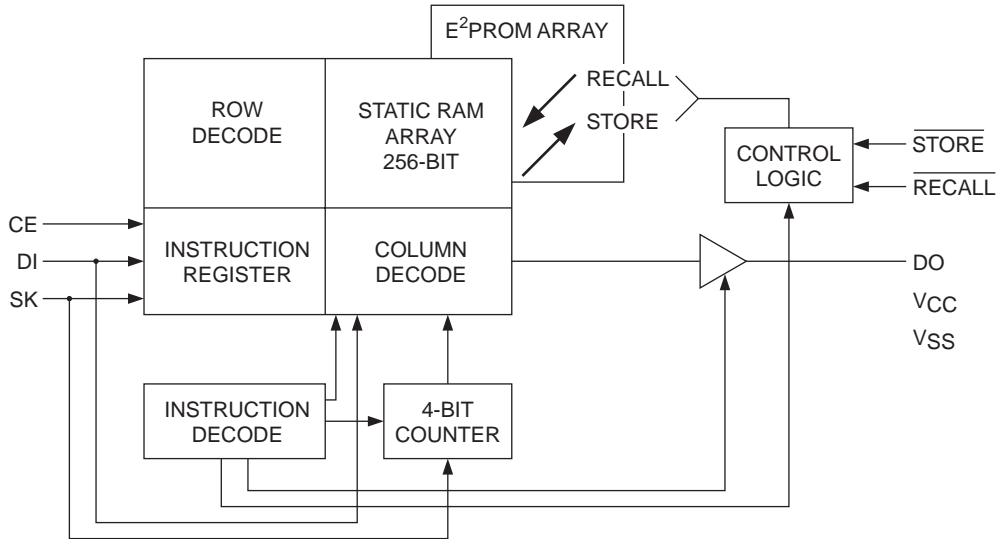 E²PROM ARRAY
ROW
DECODE
STATIC RAM
ARRAY
256-BIT
RECALL
STORE
CONTROL
LOGIC
STORE
RECALL
CE
DI
SK
INSTRUCTION
REGISTER
COLUMN
DECODE
DO
VCC
VSS
INSTRUCTION
DECODE
4-BIT
COUNTER